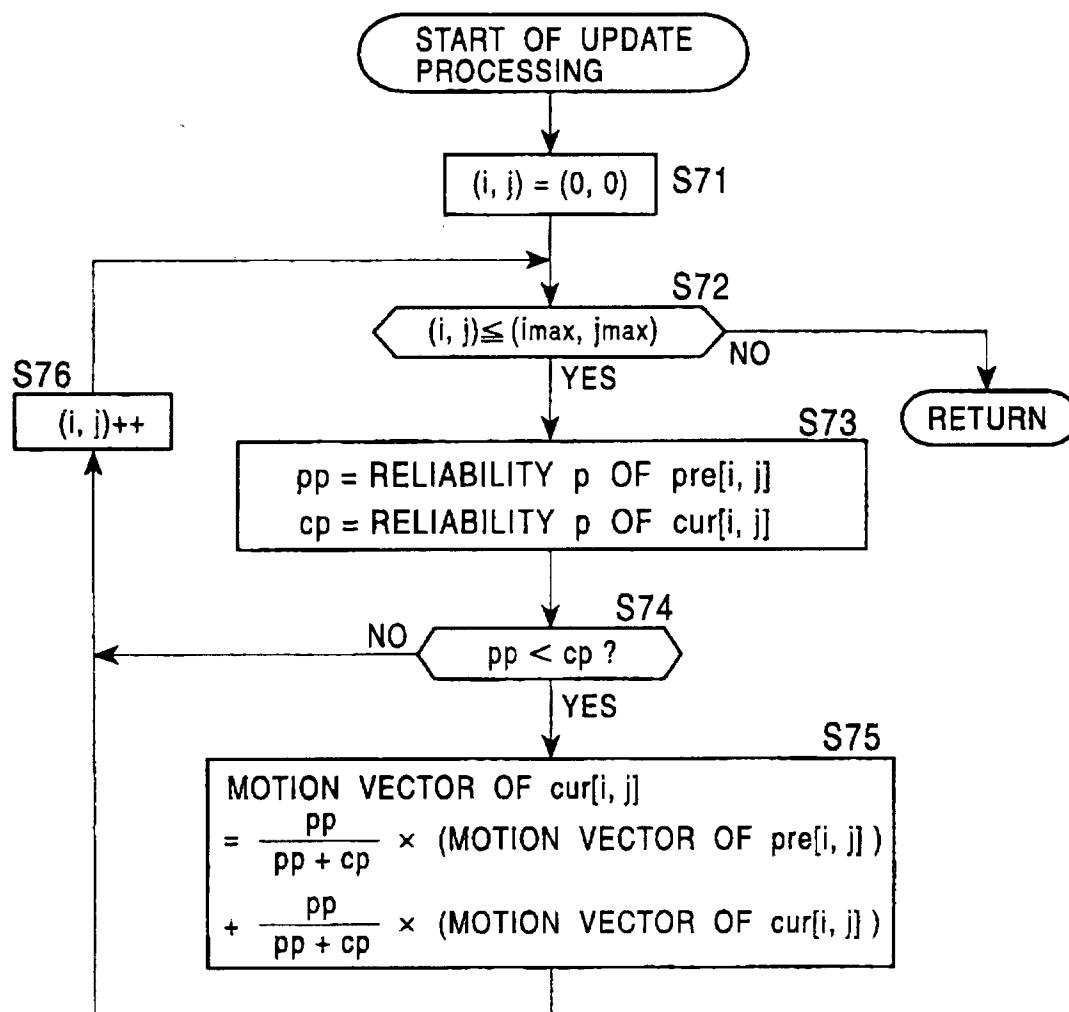 START OF UPDATE
PROCESSING
(i, j) = (0, 0)
S71
S72
(i, j)≦(imax, jmax)
NO
YES
S76
(i, j)++
RETURN
S73
pp = RELIABILITY p OF pre[i, j]
cp = RELIABILITY p OF cur[i, j]
S74
NO
pp < cp ?
YES
S75
MOTION VECTOR OF cur[i, j]
= pp / pp + cp × (MOTION VECTOR OF pre[i, j] )
+ pp / pp + cp × (MOTION VECTOR OF cur[i, j] )